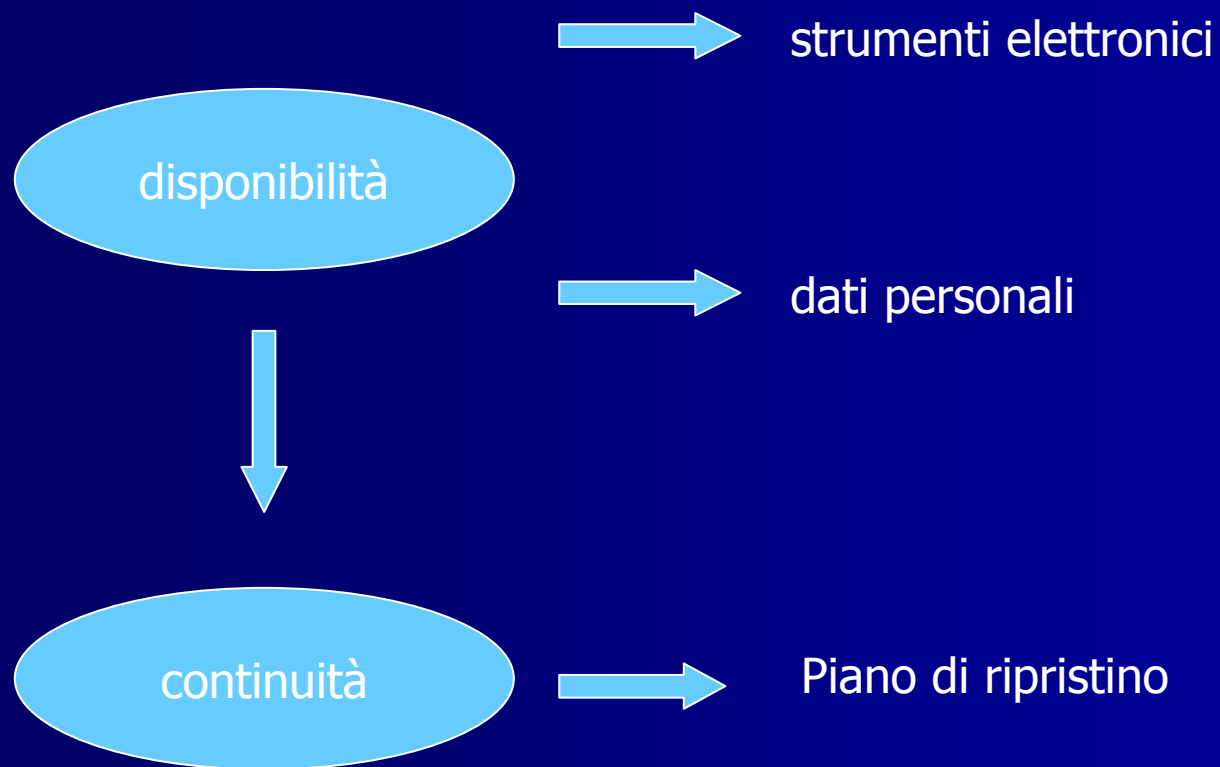 strumenti elettronici
disponibilità
dati personali
continuità
Piano di ripristino